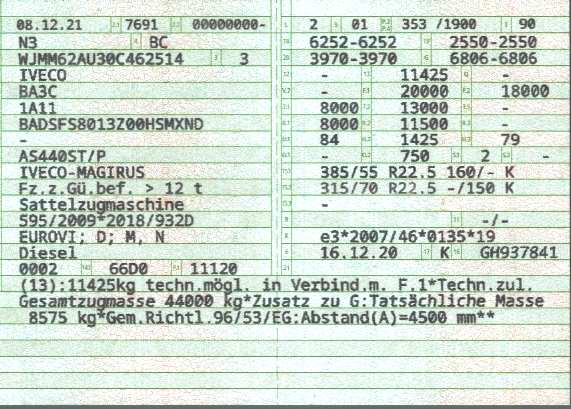 08.12.21 7691 00000000- 2 01 353 /1900 90
N3 BC 6252-6252 2550-2550
WJMM62AU30C462514 3 3970-3970 6806-6806
IVECO - 11425 -
BA3C - 20000 18000
1A11 8000 13000 -
BADSFS8013Z00HSMXND 8000 11500 -
- 84 1425 79
AS440ST/P - 750 2 -
IVECO-MAGIRUS 385/55 R22.5 160/- K
Fz.z.Gü.bef. > 12 t 315/70 R22.5 -/150 K
Sattelzugmaschine -
595/2009*2018/932D -/-
EUROVI; D; M, N e3*2007/46*0135*19
Diesel 16.12.20 K GH937841
0002 66D0 11120
(13):11425kg techn.mögl. in Verbind.m. F.1*Techn.zul.
Gesamtzugmasse 44000 kg*Zusatz zu G:Tatsächliche Masse
8575 kg*Gem.Richtl.96/53/EG:Abstand(A)=4500 mm**